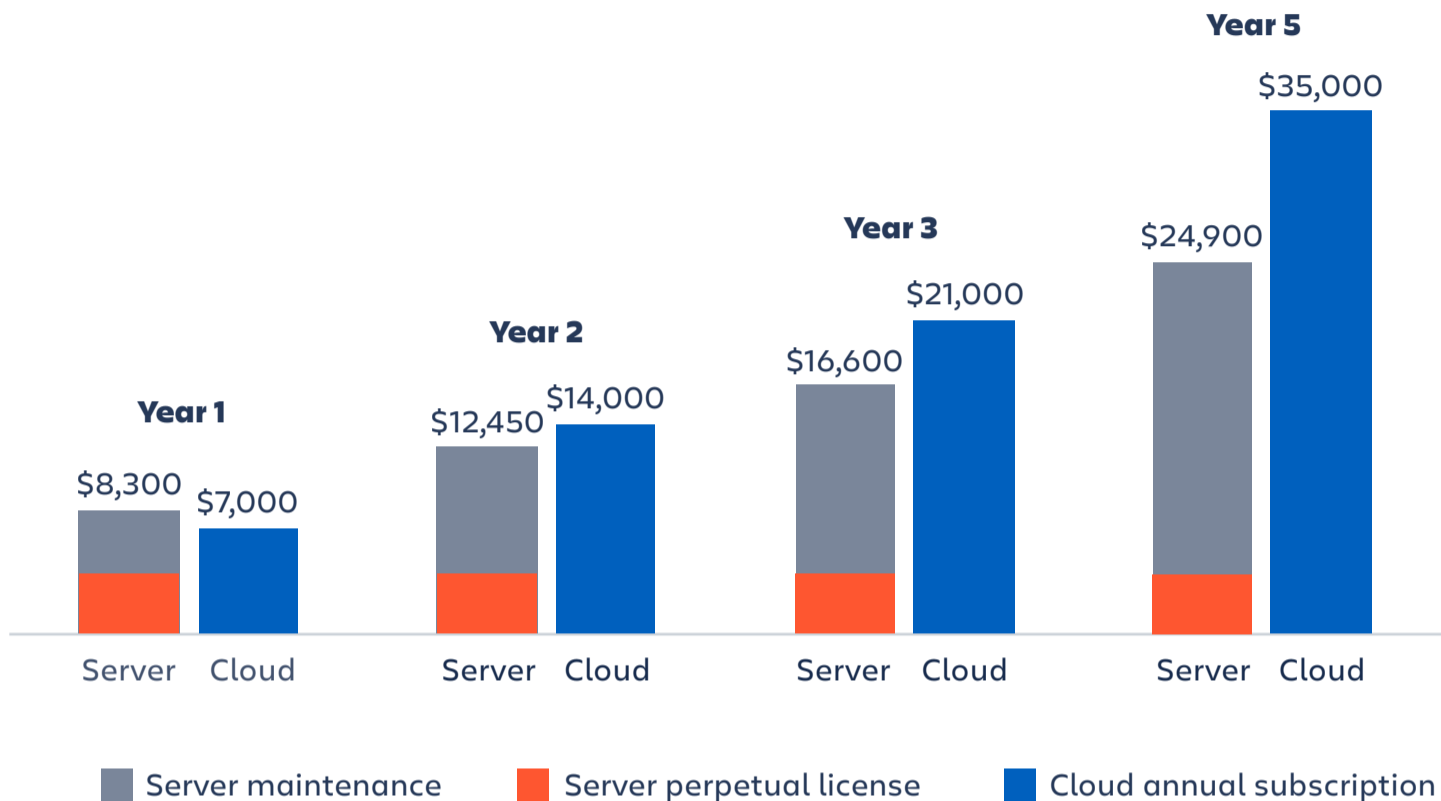 Year 5
$35,000
Year 3
$24,900
$21,000
Year 2
$16,600
$14,000
Year 1
$12,450
$8,300
$7,000
Server Cloud Server Cloud Server Cloud Server Cloud
Server maintenance Server perpetual license Cloud annual subscription